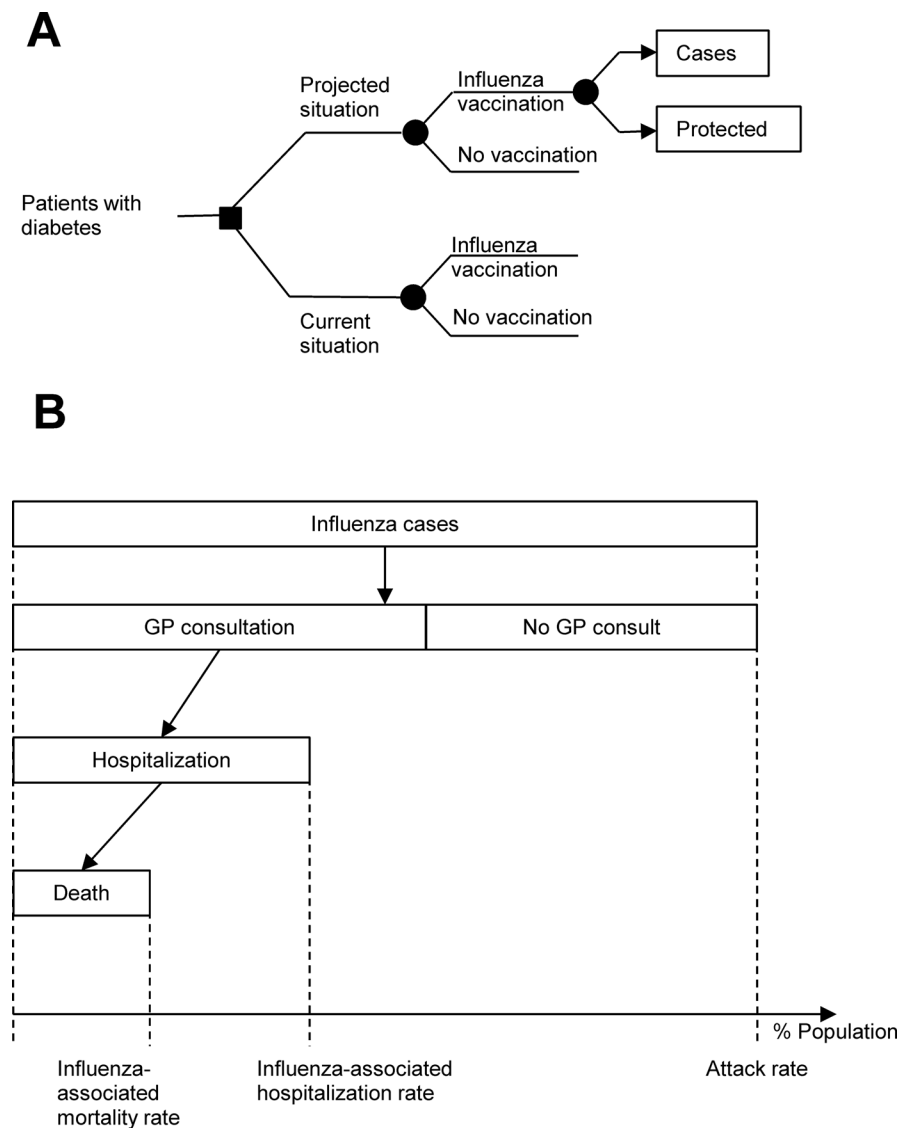 A
Cases
Projected
situation
Influenza
vaccination
Protected
No vaccination
Patients with
diabetes
Influenza
vaccination
Current
situation
No vaccination
B
Influenza cases
GP consultation
No GP consult
Hospitalization
Death
% Population
Influenza-
associated
mortality rate
Influenza-associated
hospitalization rate
Attack rate